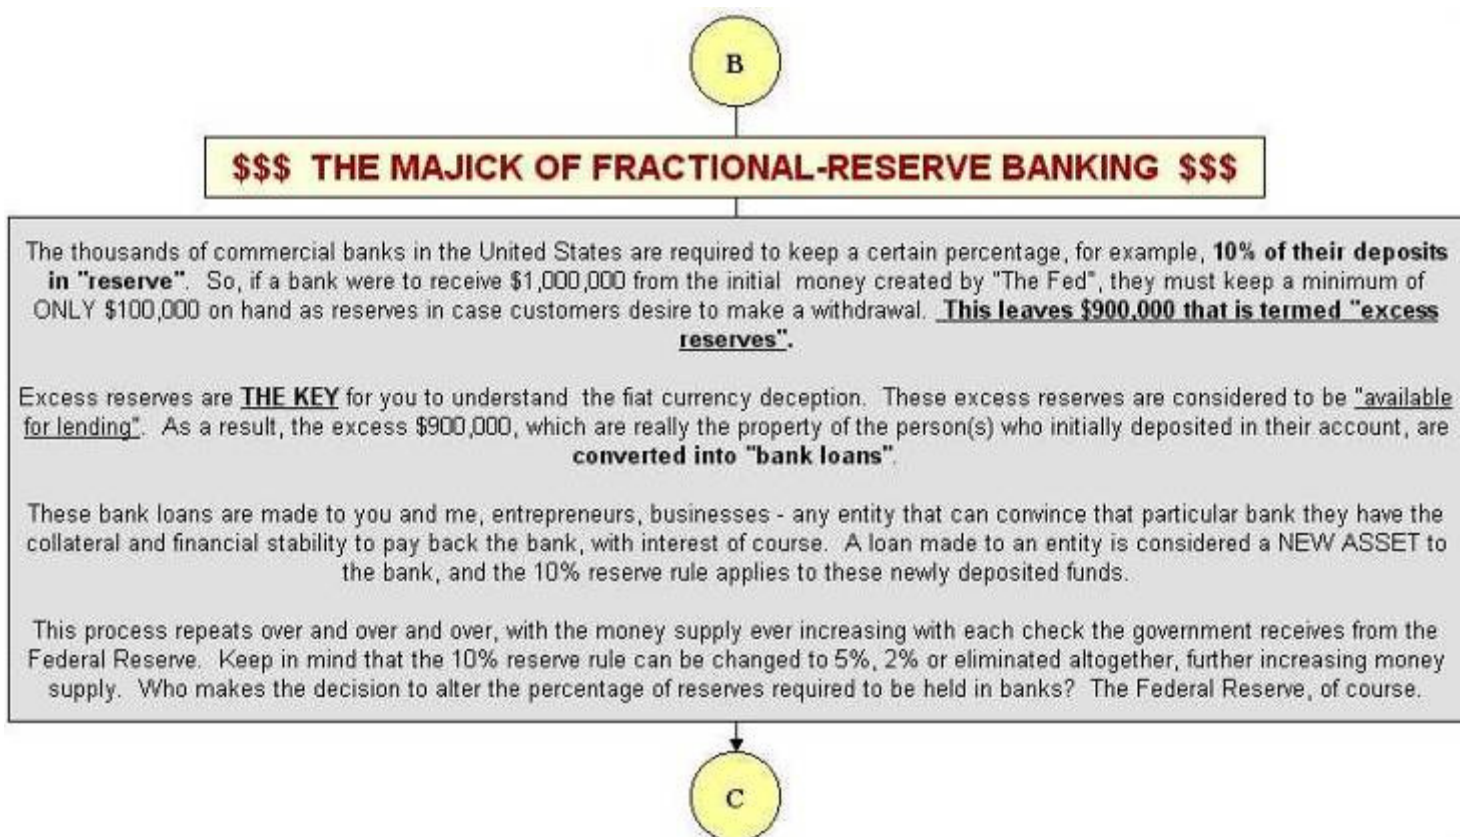 B
$$$ THE MAJICK OF FRACTIONAL-RESERVE BANKING $$$
The thousands of commercial banks in the United States are required to keep a certain percentage, for example, 10% of their deposits
in "reserve". So, if a bank were to receive $1,000,000 from the initial money created by "The Fed", they must keep a minimum of
ONLY $100,000 on hand as reserves in case customers desire to make a withdrawal. This leaves $900,000 that is termed "excess
reserves".
Excess reserves are THE KEY for you to understand the fiat currency deception. These excess reserves are considered to be "available
for lending". As a result, the excess $900,000, which are really the property of the person(s) who initially deposited in their account, are
converted into "bank loans".
These bank loans are made to you and me, entrepreneurs, businesses - any entity that can convince that particular bank they have the
collateral and financial stability to pay back the bank, with interest of course. A loan made to an entity is considered a NEW ASSET to
the bank, and the 10% reserve rule applies to these newly deposited funds.
This process repeats over and over and over, with the money supply ever increasing with each check the government receives from the
Federal Reserve. Keep in mind that the 10% reserve rule can be changed to 5%, 2% or eliminated altogether, further increasing money
supply. Who makes the decision to alter the percentage of reserves required to be held in banks? The Federal Reserve, of course.
C